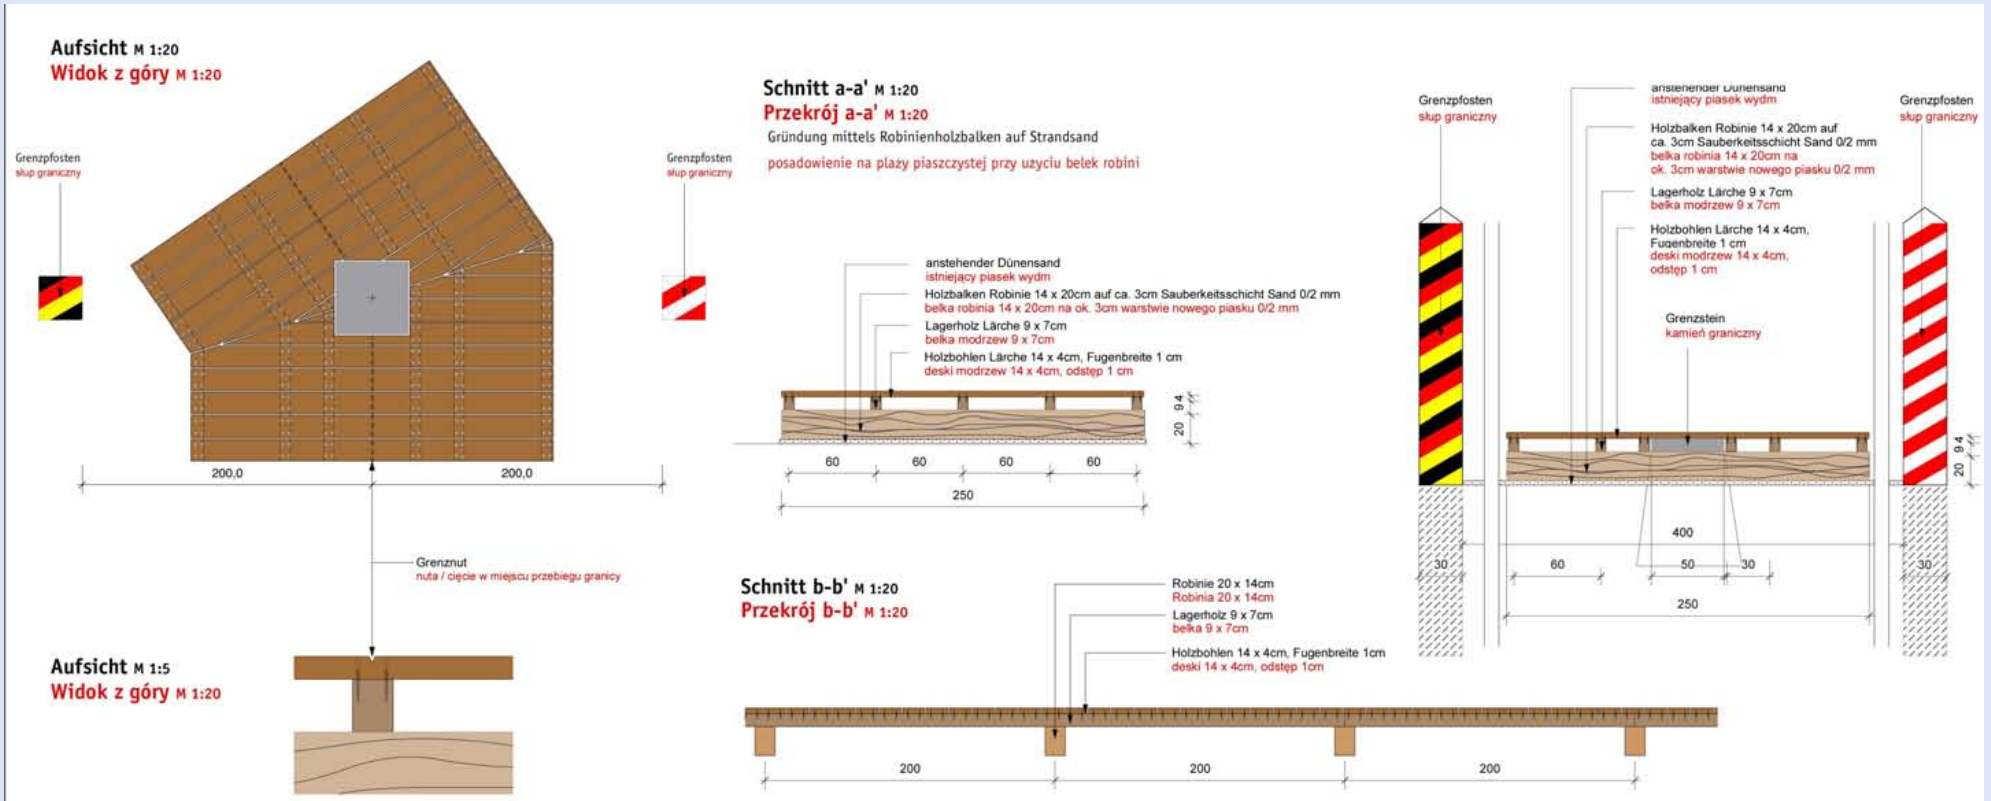 Aufsicht M 1:20
Widok z góry M 1:20
Grenzpfosten
słup graniczny
Grenzpfosten
słup graniczny
200,0
200,0
Grenznut
nuta / cięcie w miejscu przebiegu granicy
Aufsicht M 1:5
Widok z góry M 1:20
Schnitt a-a' M 1:20
Przekrój a-a' M 1:20
Gründung mittels Robinienholzbalken auf Strandsand
posadowienie na plaży piaszczystej przy użyciu belek robini
anstehender Dünensand
istniejący piasek wydm
Holzbalken Robinie 14 x 20cm auf ca. 3cm Sauberkeitsschicht Sand 0/2 mm
belka robinia 14 x 20cm na ok. 3cm warstwie nowego piasku 0/2 mm
Lagerholz Lärche 9 x 7cm
belka modrzew 9 x 7cm
Holzbohlen Lärche 14 x 4cm, Fugenbreite 1 cm
deski modrzew 14 x 4cm, odstęp 1 cm
20 9 4
60
60
60
60
250
Schnitt b-b' M 1:20
Przekrój b-b' M 1:20
Robinie 20 x 14cm
Robinia 20 x 14cm
Lagerholz 9 x 7cm
belka 9 x 7cm
Holzbohlen 14 x 4cm, Fugenbreite 1cm
deski 14 x 4cm, odstęp 1cm
200
200
200
Grenzpfosten
słup graniczny
anstehender Dünensand
istniejący piasek wydm
Holzbalken Robinie 14 x 20cm auf
ca. 3cm Sauberkeitsschicht Sand 0/2 mm
belka robinia 14 x 20cm na
ok. 3cm warstwie nowego piasku 0/2 mm
Lagerholz Lärche 9 x 7cm
belka modrzew 9 x 7cm
Holzbohlen Lärche 14 x 4cm,
Fugenbreite 1 cm
deski modrzew 14 x 4cm,
odstęp 1 cm
Grenzstein
kamień graniczny
Grenzpfosten
słup graniczny
20 9 4
400
30
60
50
30
30
250